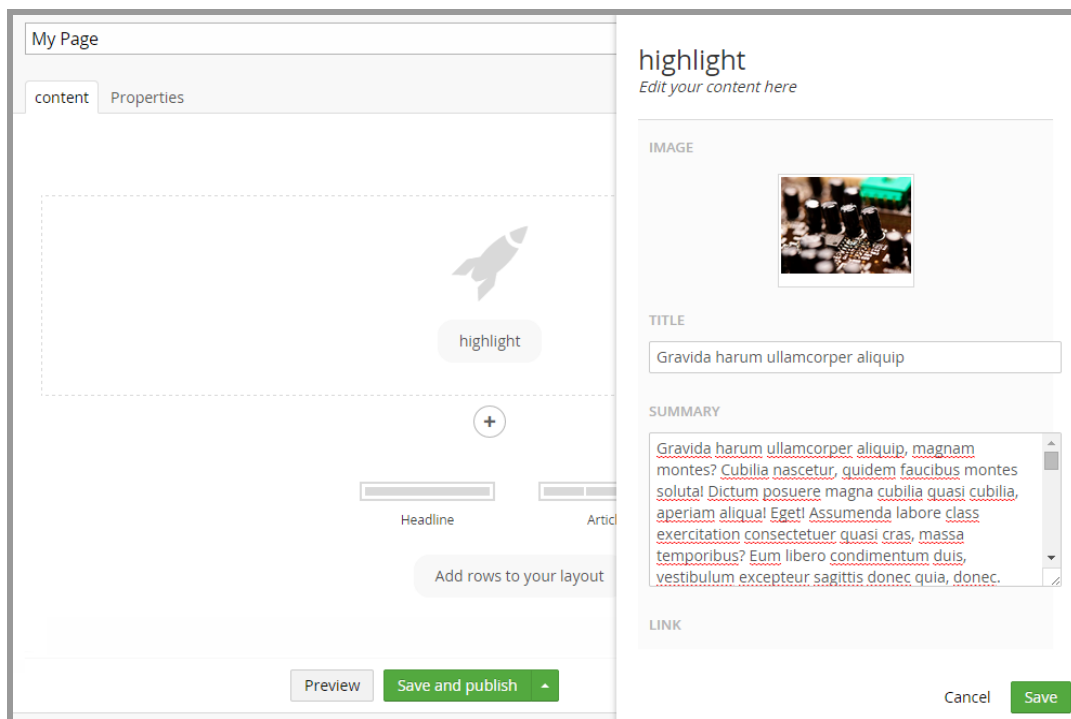 My Page
content
Properties
highlight
Headline
Add rows to your layout
Preview
Save and publish
highlight
Edit your content here
IMAGE
TITLE
Gravida harum ullamcorper aliquip
SUMMARY
Gravida harum ullamcorper aliquip, magnam
montes? Cubilia nascetur, quidem faucibus montes
soluta! Dictum posuere magna cubilia quasi cubilia,
aperiam aliqua! Eget! Assumenda labore class
exercitation consectetuer quasi cras, massa
temporibus? Eum libero condimentum duis,
vestibulum excepteur sagittis donec quia, donec.
LINK
Cancel
Save